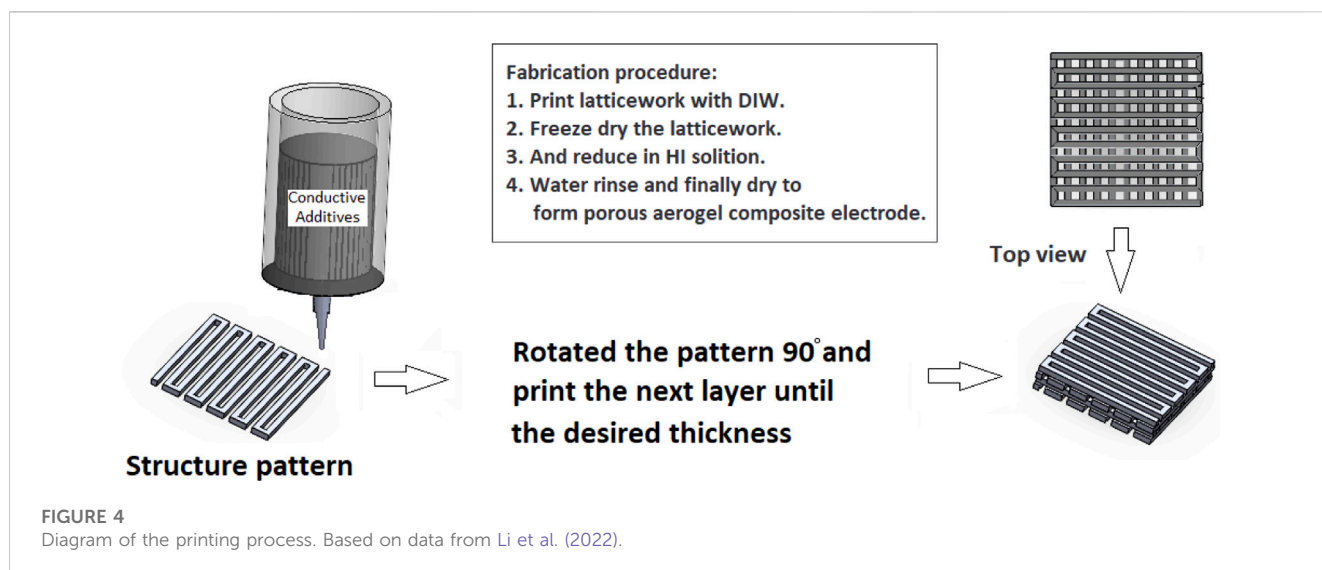 Conductive
Additives
Fabrication procedure:
1. Print latticework with DIW.
2. Freeze dry the latticework.
3. And reduce in HI solition.
4. Water rinse and finally dry to
form porous aerogel composite electrode.
Top view
Structure pattern
Rotated the pattern 90° and
print the next layer until
the desired thickness
FIGURE 4
Diagram of the printing process. Based on data from Li et al. (2022).